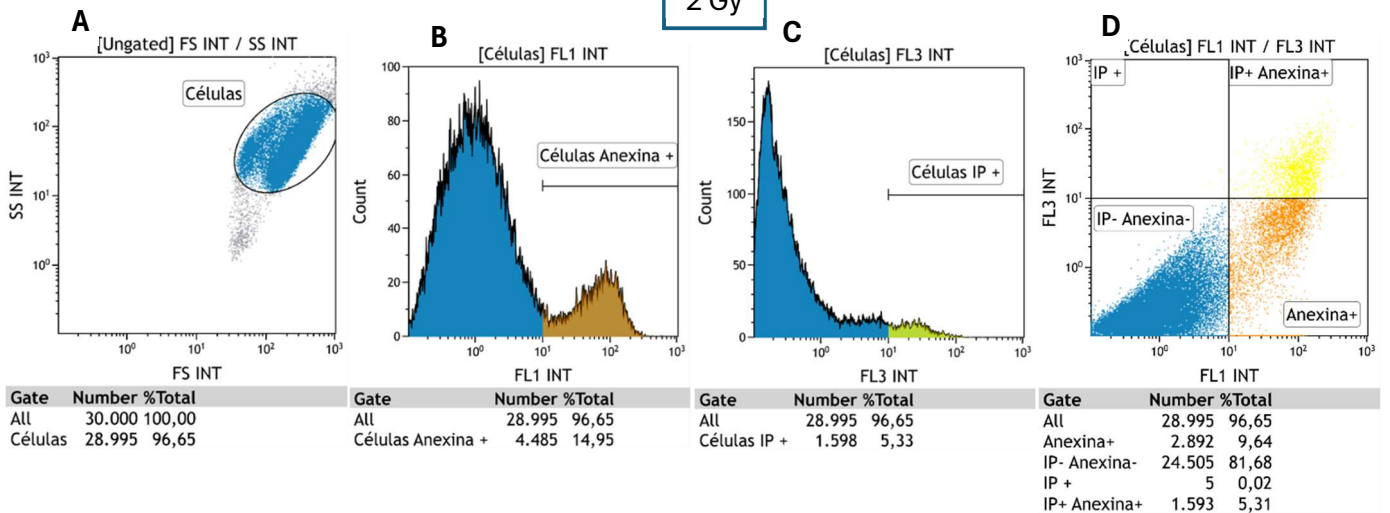 2 Gy
A
[Ungated] FS INT / SS INT
Células
SS INT
10³
10²
10¹
10⁰
10⁰ 10¹ 10² 10³
FS INT
Gate Number %Total
All 30.000 100,00
Células 28.995 96,65
B
[Células] FL1 INT
Células Anexina +
Count
100
80
60
40
20
0
10⁰ 10¹ 10² 10³
FL1 INT
Gate Number %Total
All 28.995 96,65
Células Anexina + 4.485 14,95
C
[Células] FL3 INT
Células IP +
Count
150
100
50
0
10⁰ 10¹ 10² 10³
FL3 INT
Gate Number %Total
All 28.995 96,65
Células IP + 1.598 5,33
D
[Células] FL1 INT / FL3 INT
IP + IP+ Anexina+
IP- Anexina-
Anexina+
FL3 INT
10³
10²
10¹
10⁰
10⁰ 10¹ 10² 10³
FL1 INT
Gate Number %Total
All 28.995 96,65
Anexina+ 2.892 9,64
IP- Anexina- 24.505 81,68
IP + 5 0,02
IP+ Anexina+ 1.593 5,31